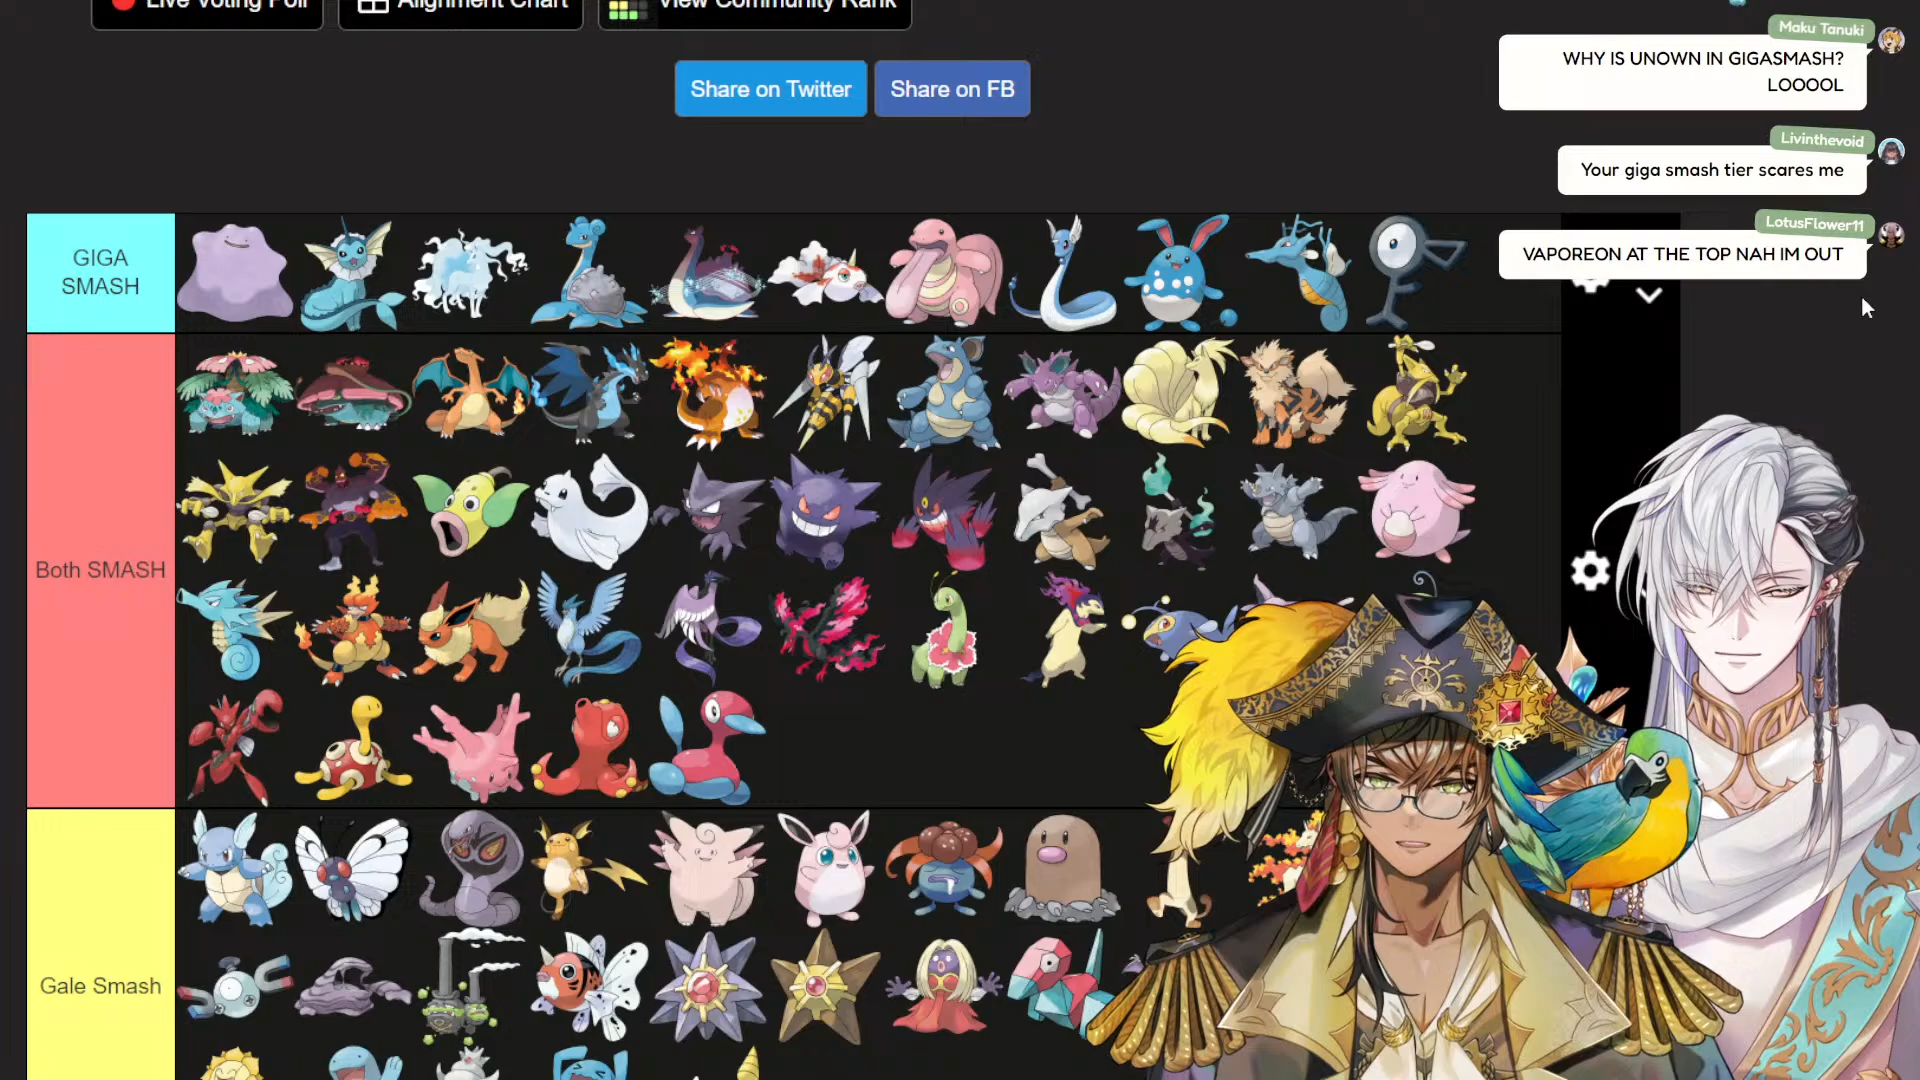 Live Voting Poll
Alignment Chart
View Community Rank
Share on Twitter
Share on FB
Maku Tanuki
WHY IS UNOWN IN GIGASMASH?
LOOOOL
Livinthevoid
Your giga smash tier scares me
LotusFlower11
VAPOREON AT THE TOP NAH IM OUT
GIGA
SMASH
Both SMASH
Gale Smash